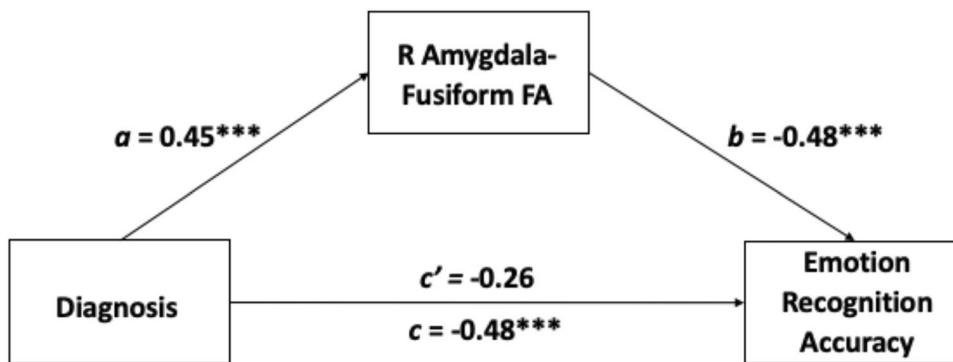 R Amygdala-
Fusiform FA
a = 0.45***
b = -0.48***
Diagnosis
c’ = -0.26
c = -0.48***
Emotion
Recognition
Accuracy